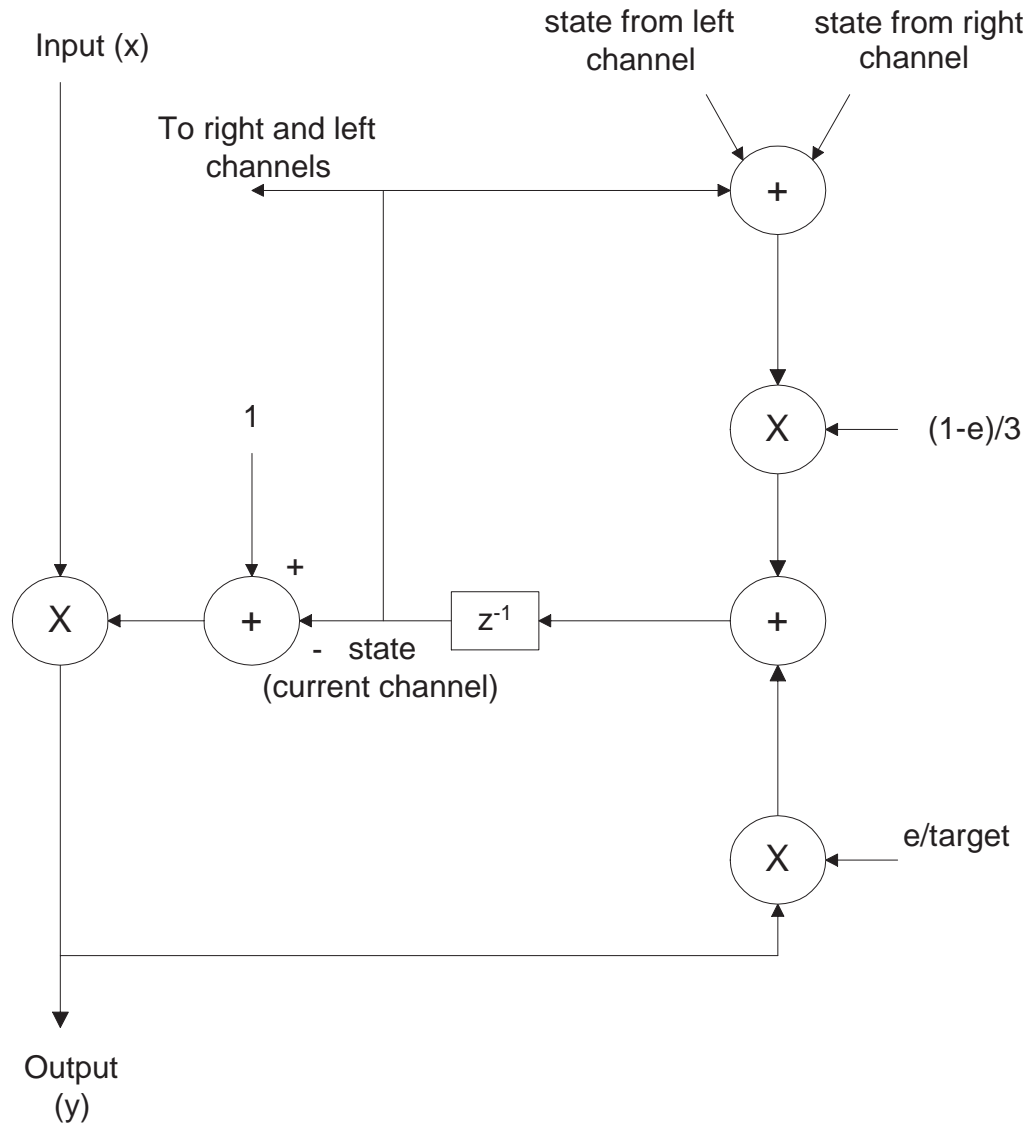 state from left
channel
state from right
channel
Input (x)
To right and left
channels
+
X
(1-e)/3
1
+
X
+
z-1
+
- state
(current channel)
X
e/target
Output
(y)